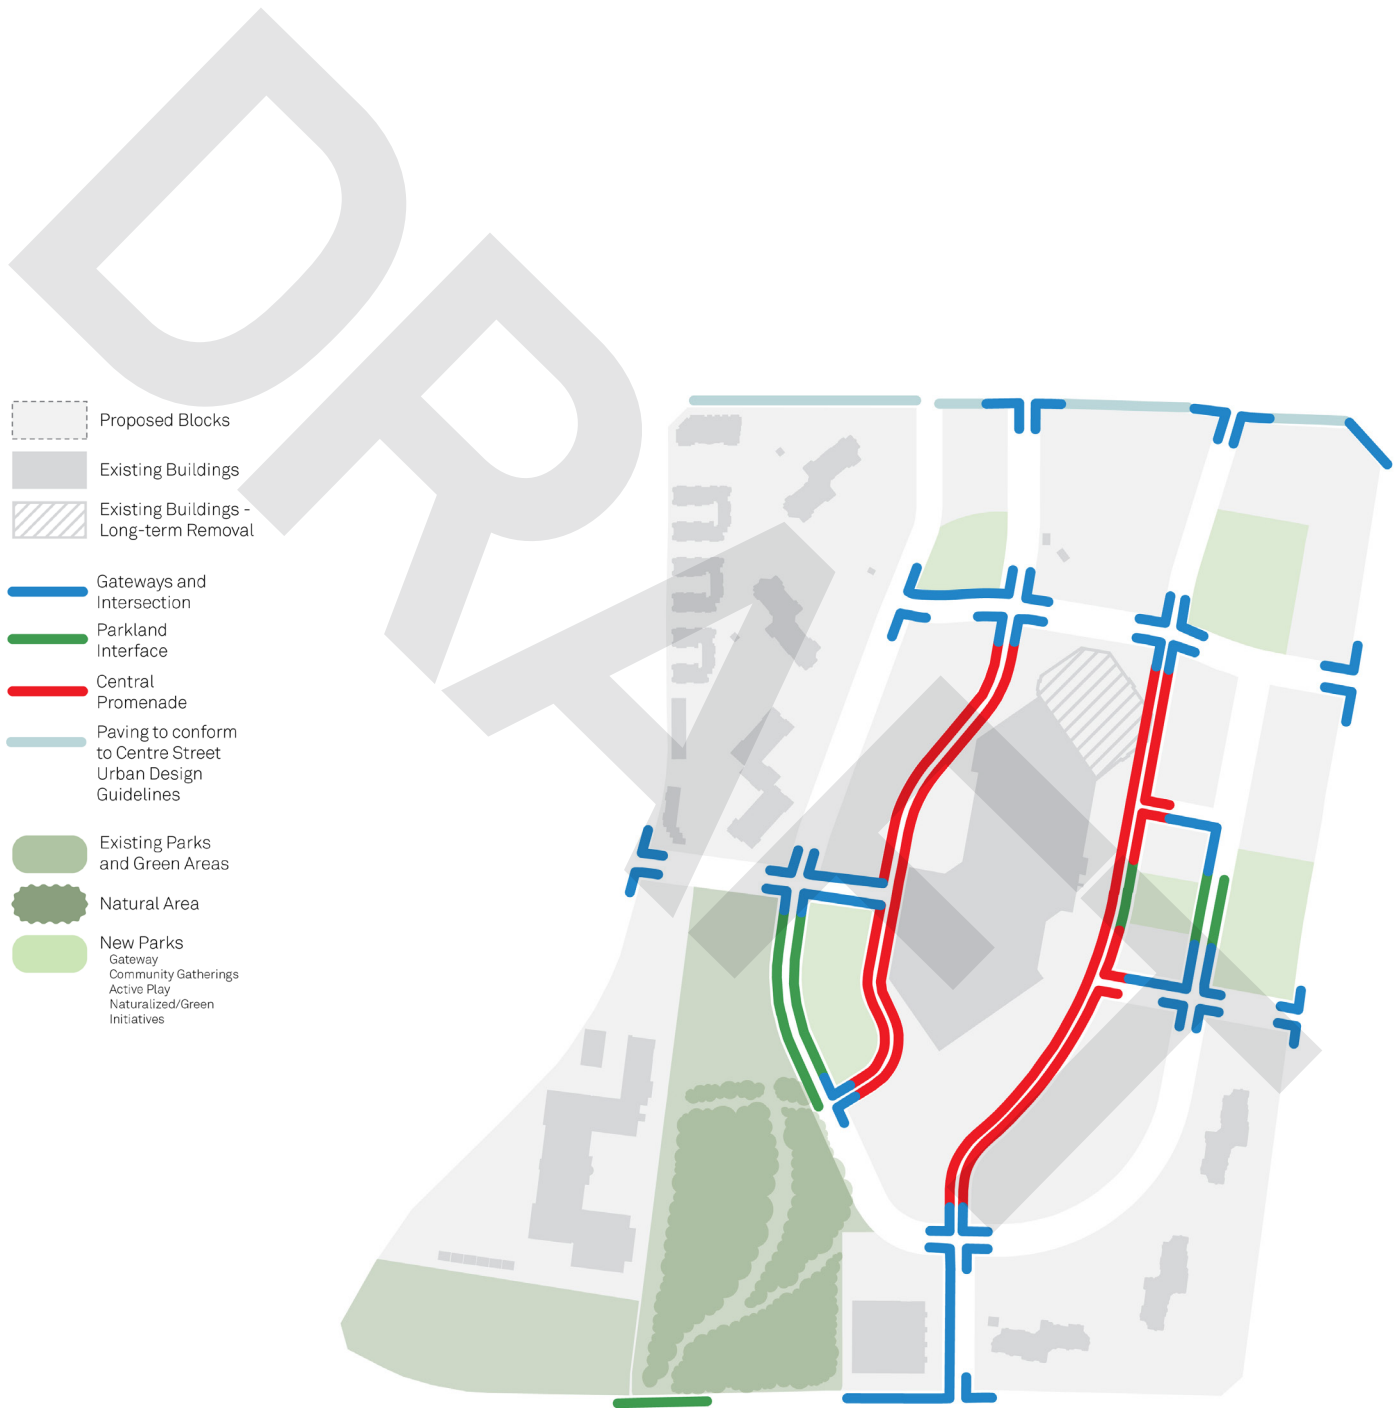 DRAFT
Proposed Blocks
Existing Buildings
Existing Buildings -
Long-term Removal
Gateways and
Intersection
Parkland
Interface
Central
Promenade
Paving to conform
to Centre Street
Urban Design
Guidelines
Existing Parks
and Green Areas
Natural Area
New Parks
Gateway
Community Gatherings
Active Play
Naturalized/Green
Initiatives